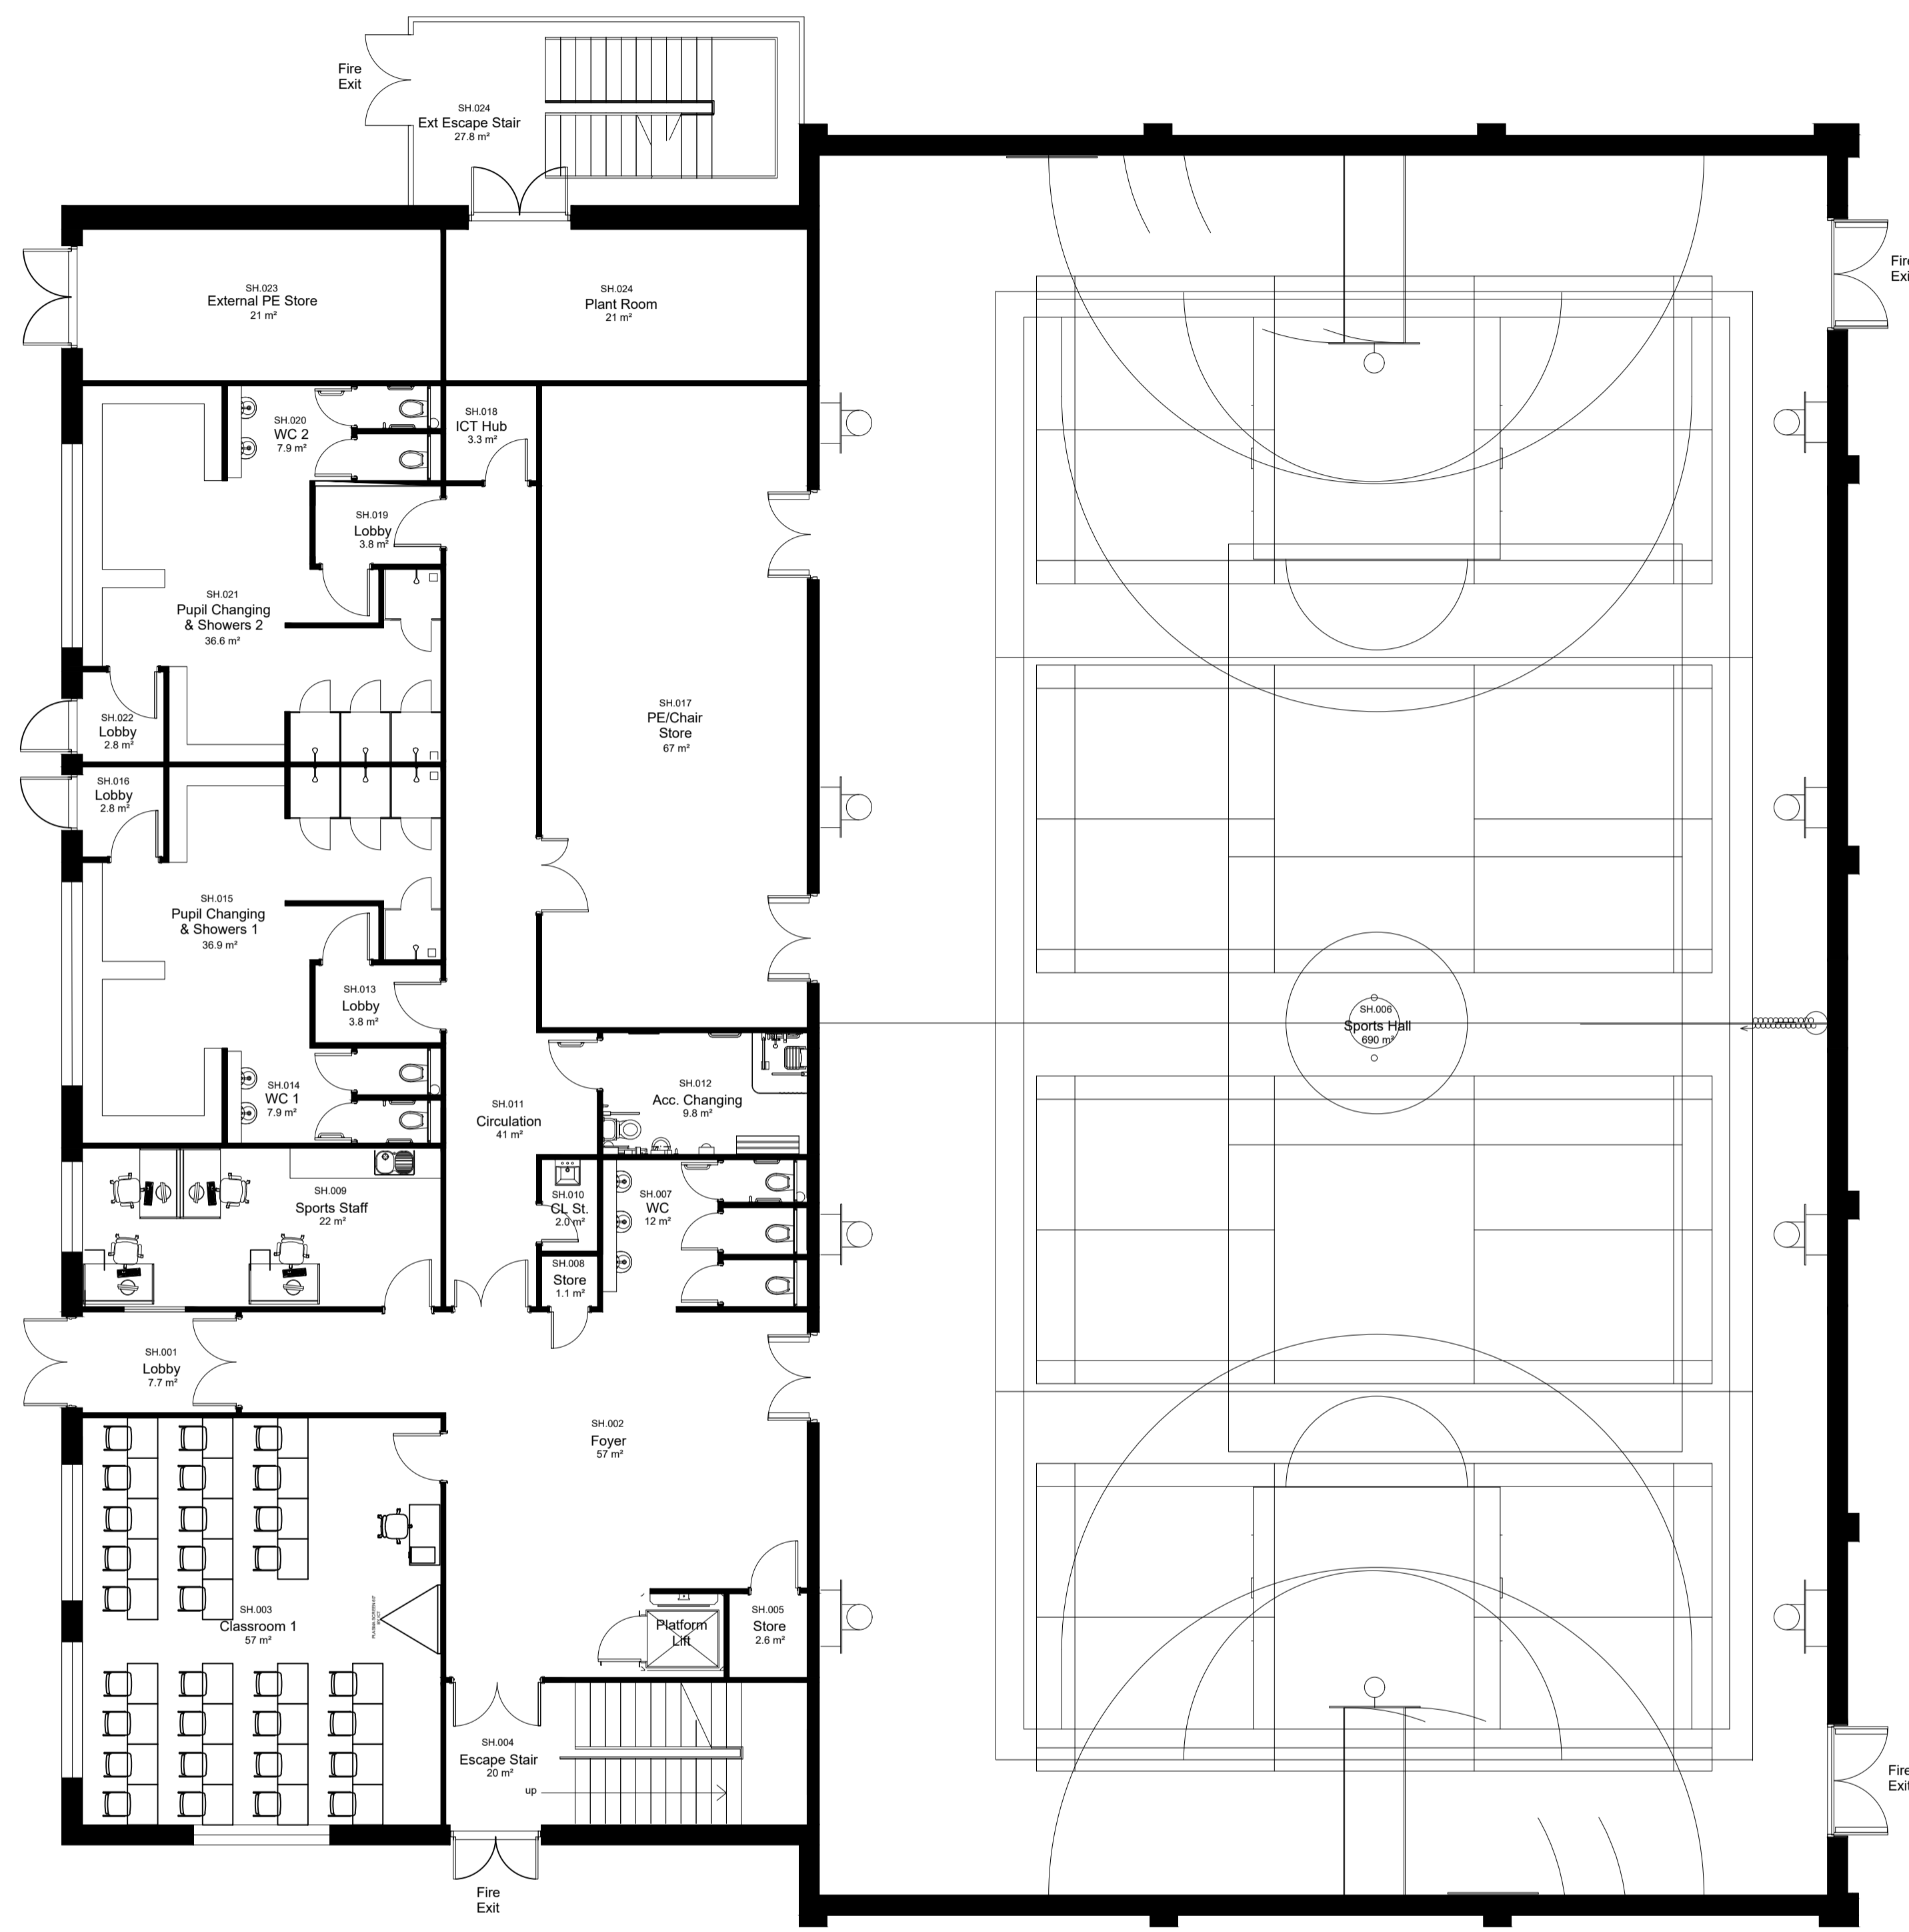 Fire
Exit
SH.024
Ext Escape Stair
27.8 m²
SH.023
External PE Store
21 m²
SH.024
Plant Room
21 m²
Fire
Exit
SH.020
WC 2
7.9 m²
SH.018
ICT Hub
3.3 m²
SH.019
Lobby
3.8 m²
SH.021
Pupil Changing
& Showers 2
36.6 m²
SH.022
Lobby
2.8 m²
SH.017
PE/Chair
Store
67 m²
SH.016
Lobby
2.8 m²
SH.015
Pupil Changing
& Showers 1
36.9 m²
SH.013
Lobby
3.8 m²
SH.006
Sports Hall
690 m²
SH.014
WC 1
7.9 m²
SH.011
Circulation
41 m²
SH.012
Acc. Changing
9.8 m²
SH.009
Sports Staff
22 m²
SH.010
CL St.
2.0 m²
SH.007
WC
12 m²
SH.008
Store
1.1 m²
SH.001
Lobby
7.7 m²
SH.002
Foyer
57 m²
SH.003
Classroom 1
57 m²
Platform
Lift
SH.005
Store
2.6 m²
SH.004
Escape Stair
20 m²
up
Fire
Exit
Fire
Exit